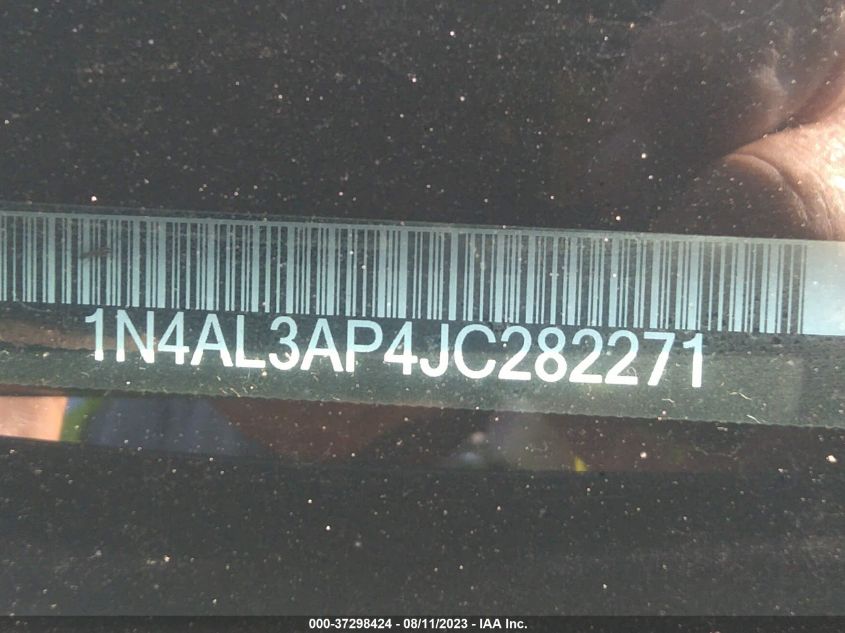 1N4AL3AP4JC282271
000-37298424 - 08/11/2023 - IAA Inc.